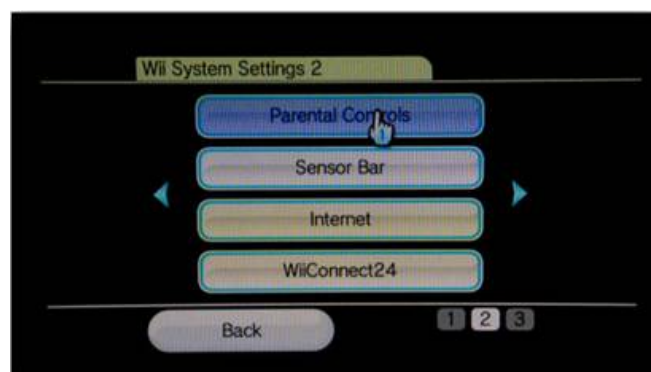 Wii System Settings 2
Parental Controls
Sensor Bar
Internet
WiiConnect24
Back
1 2 3